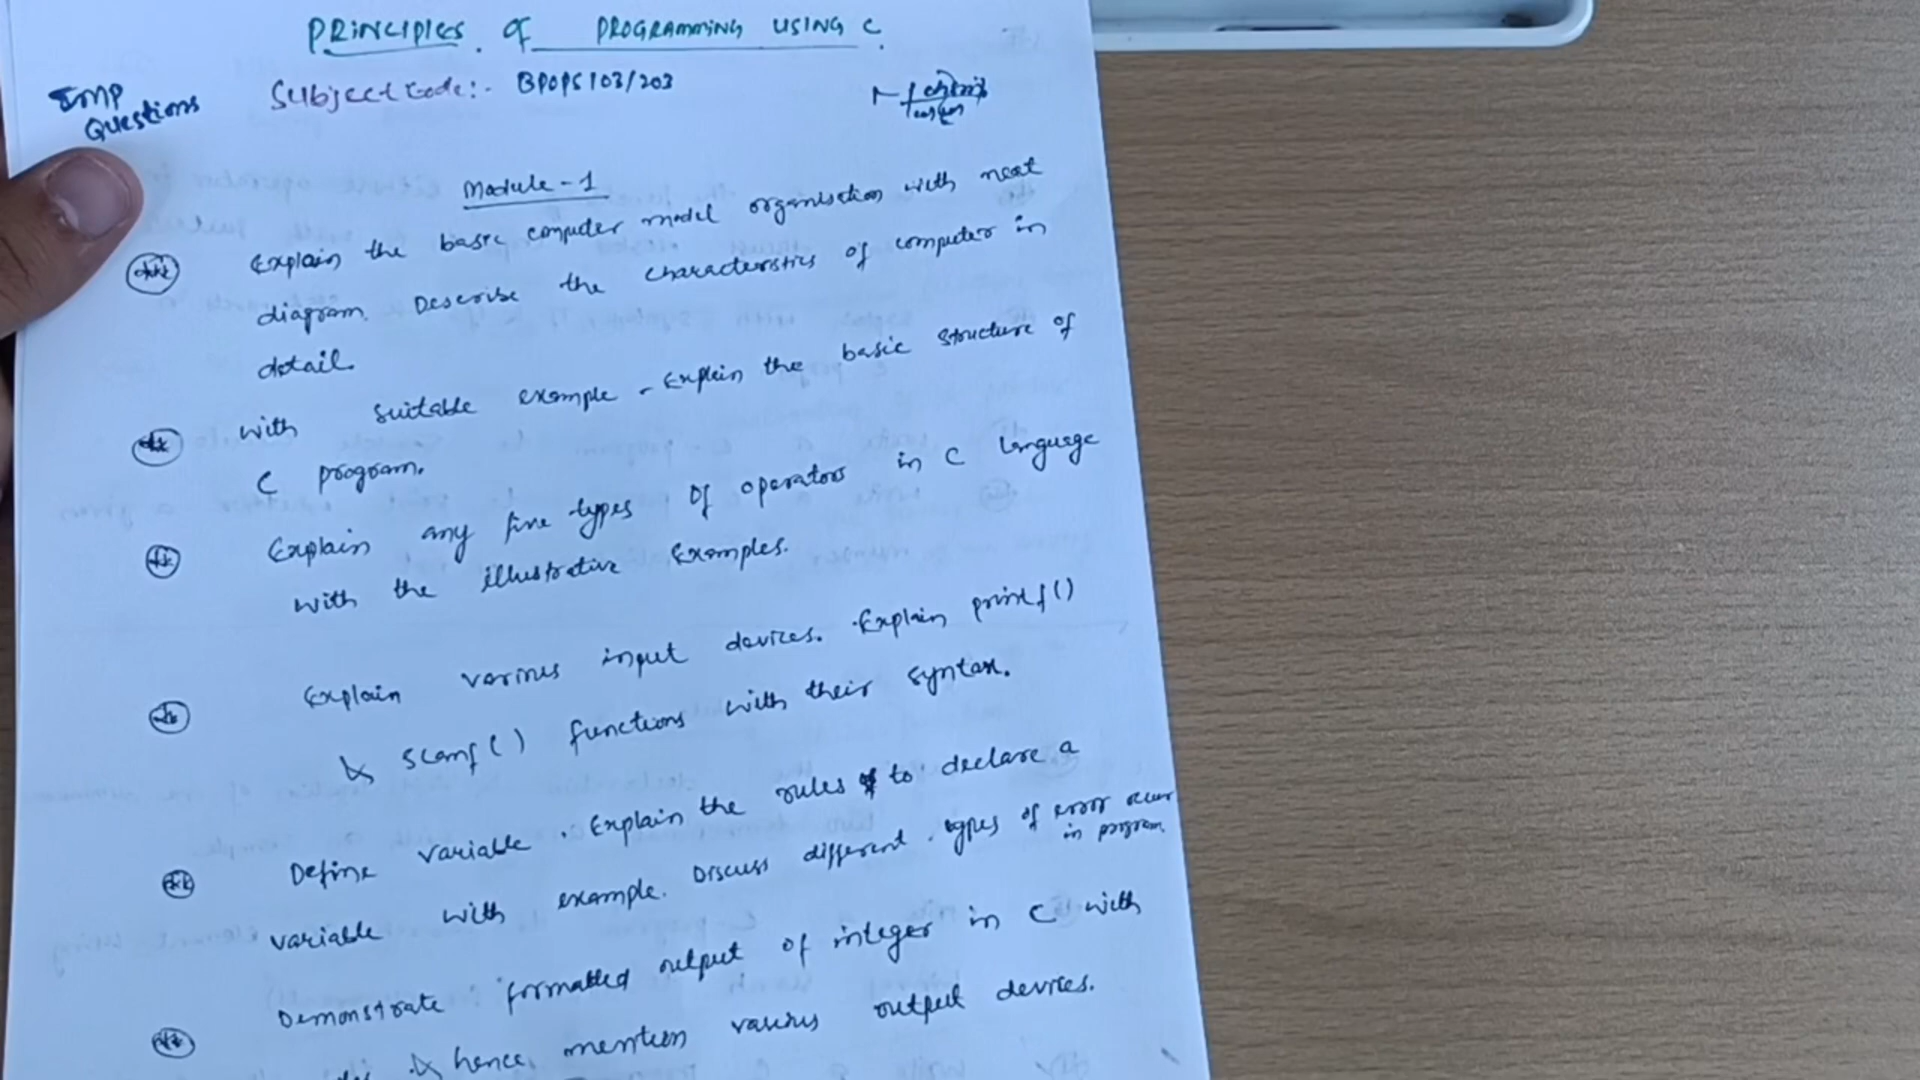 PRINCIPLES OF PROGRAMMING USING C.
IMP Questions
Subject Code:- BPOPS103/203
Module-1
Explain the basic computer model organisation with neat
diagram. Describe the characterstics of computer in
detail.
with suitable example - Explain the basic structure of
C program.
Explain any five types of operators in C language
with the illustrative Examples.
Explain various input devices. Explain printf()
& scanf() functions with their syntax.
Define variable. Explain the rules to declare a
variable with example. Discuss different types of error occur
in program.
Demonstrate formatted output of integer in C with
& hence, mention various output devices.